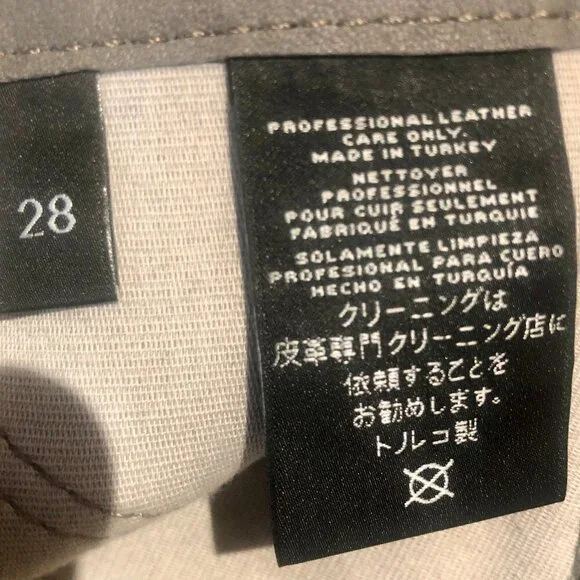 28
PROFESSIONAL LEATHER
CARE ONLY.
MADE IN TURKEY
NETTOYER
PROFESSIONNEL
POUR CUIR SEULEMENT
FABRIQUÉ EN TURQUIE
SOLAMENTE LIMPIEZA
PROFESIONAL PARA CUERO
HECHO EN TURQUÍA
クリーニングは
皮革専門クリーニング店に
依頼することを
お勧めします。
トルコ製